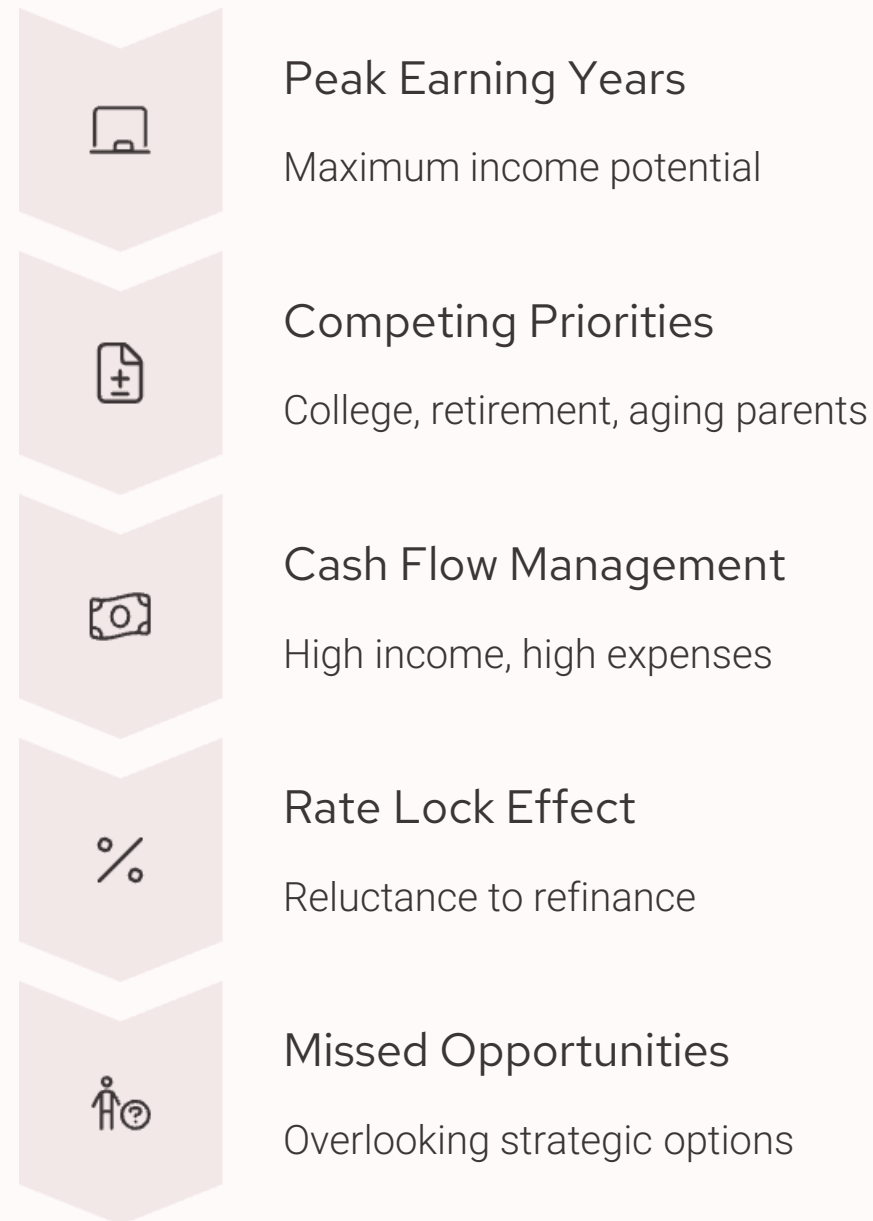 Peak Earning Years
Maximum income potential
Competing Priorities
College, retirement, aging parents
Cash Flow Management
High income, high expenses
Rate Lock Effect
Reluctance to refinance
Missed Opportunities
Overlooking strategic options